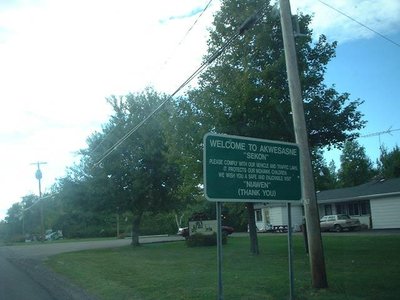 WELCOME TO AKWESASNE
"SEKON"
PLEASE COMPLY WITH OUR VEHICLE AND TRAFFIC LAWS.
IT PROTECTS OUR MOHAWK CHILDREN.
WE WISH YOU A SAFE AND ENJOYABLE VISIT
"NIAWEN"
(THANK YOU)